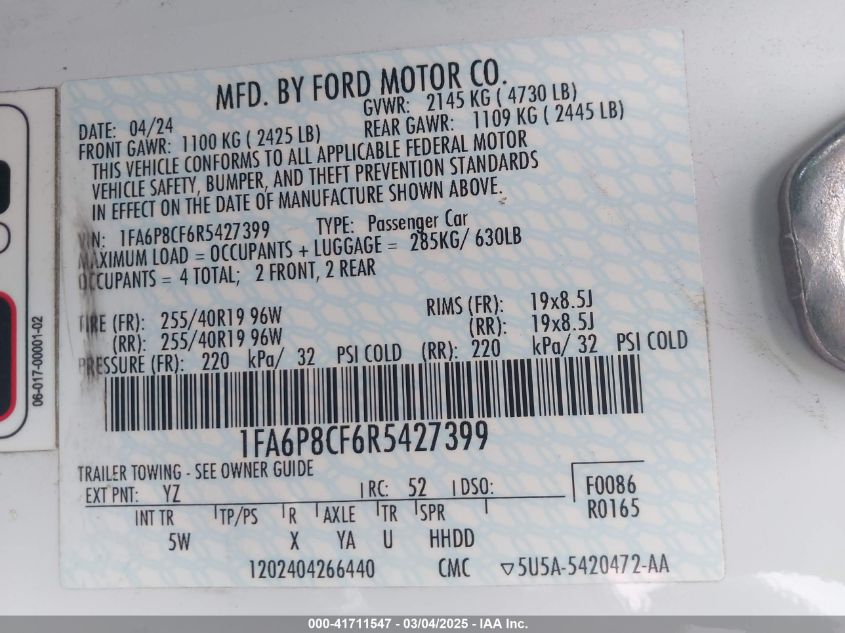 MFD. BY FORD MOTOR CO.
DATE: 04/24 GVWR: 2145 KG ( 4730 LB)
FRONT GAWR: 1100 KG ( 2425 LB) REAR GAWR: 1109 KG ( 2445 LB)
THIS VEHICLE CONFORMS TO ALL APPLICABLE FEDERAL MOTOR
VEHICLE SAFETY, BUMPER, AND THEFT PREVENTION STANDARDS
IN EFFECT ON THE DATE OF MANUFACTURE SHOWN ABOVE.
VIN: 1FA6P8CF6R5427399 TYPE: Passenger Car
MAXIMUM LOAD = OCCUPANTS + LUGGAGE = 285KG/ 630LB
OCCUPANTS = 4 TOTAL; 2 FRONT, 2 REAR
TIRE (FR): 255/40R19 96W RIMS (FR): 19x8.5J
(RR): 255/40R19 96W (RR): 19x8.5J
PRESSURE (FR): 220 kPa/ 32 PSI COLD (RR): 220 kPa/ 32 PSI COLD
1FA6P8CF6R5427399
TRAILER TOWING - SEE OWNER GUIDE
EXT PNT: YZ RC: 52 DSO: F0086
R0165
INT TR TP/PS R AXLE TR SPR
5W X YA U HHDD
1202404266440 CMC ▽5U5A-5420472-AA
06-017-00001-02
000-41711547 - 03/04/2025 - IAA Inc.